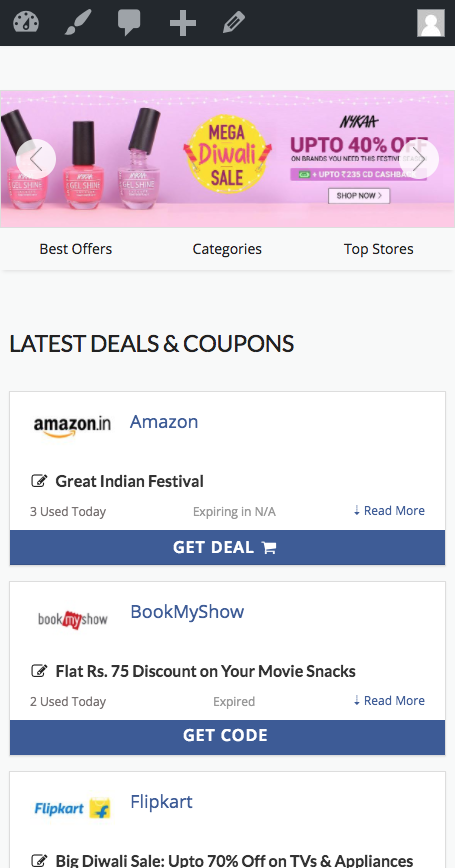 NYKAA
MEGA
Diwali
SALE
UPTO 40% OFF
ON BRANDS YOU NEED THIS FESTIVE
+ UPTO ₹235 CD CASHBACK
SHOP NOW >
GEL SHINE
GEL SHINE
GEL SHINE
Best Offers Categories Top Stores
LATEST DEALS & COUPONS
amazon.in Amazon
Great Indian Festival
3 Used Today Expiring in N/A ↓ Read More
GET DEAL
bookmyshow BookMyShow
Flat Rs. 75 Discount on Your Movie Snacks
2 Used Today Expired ↓ Read More
GET CODE
Flipkart Flipkart
Big Diwali Sale: Upto 70% Off on TVs & Appliances